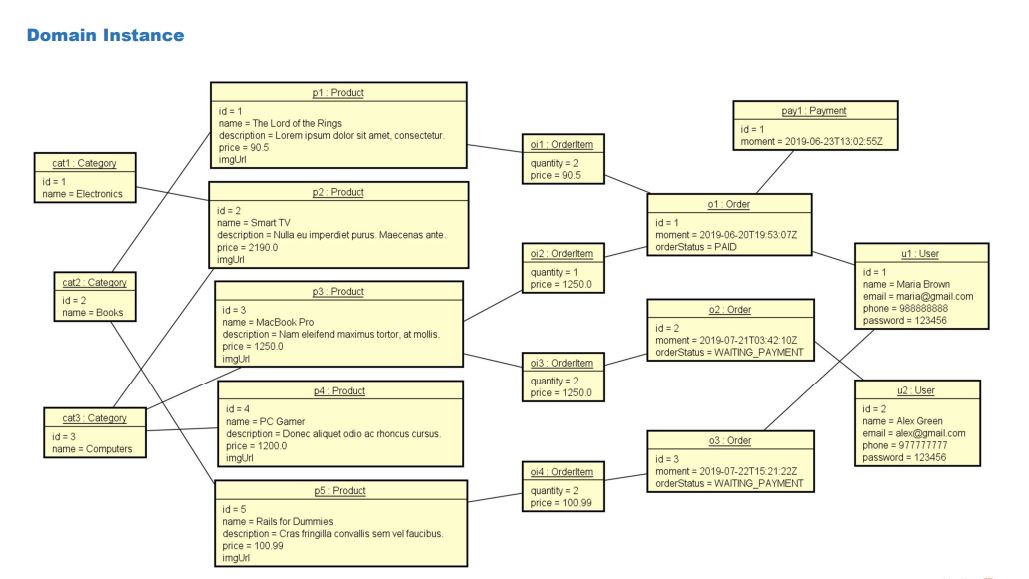 Domain Instance
p1 : Product
id = 1
name = The Lord of the Rings
description = Lorem ipsum dolor sit amet, consectetur.
price = 90.5
imgUrl
pay1 : Payment
id = 1
moment = 2019-06-23T13:02:55Z
oi1 : OrderItem
quantity = 2
price = 90.5
cat1 : Category
id = 1
name = Electronics
p2 : Product
id = 2
name = Smart TV
description = Nulla eu imperdiet purus. Maecenas ante.
price = 2190.0
imgUrl
o1 : Order
id = 1
moment = 2019-06-20T19:53:07Z
orderStatus = PAID
oi2 : OrderItem
quantity = 1
price = 1250.0
u1 : User
id = 1
name = Maria Brown
email = maria@gmail.com
phone = 988888888
password = 123456
cat2 : Category
id = 2
name = Books
p3 : Product
id = 3
name = MacBook Pro
description = Nam eleifend maximus tortor, at mollis.
price = 1250.0
imgUrl
o2 : Order
id = 2
moment = 2019-07-21T03:42:10Z
orderStatus = WAITING_PAYMENT
oi3 : OrderItem
quantity = 2
price = 1250.0
p4 : Product
id = 4
name = PC Gamer
description = Donec aliquet odio ac rhoncus cursus.
price = 1200.0
imgUrl
u2 : User
id = 2
name = Alex Green
email = alex@gmail.com
phone = 977777777
password = 123456
cat3 : Category
id = 3
name = Computers
o3 : Order
id = 3
moment = 2019-07-22T15:21:22Z
orderStatus = WAITING_PAYMENT
oi4 : OrderItem
quantity = 2
price = 100.99
p5 : Product
id = 5
name = Rails for Dummies
description = Cras fringilla convallis sem vel faucibus.
price = 100.99
imgUrl